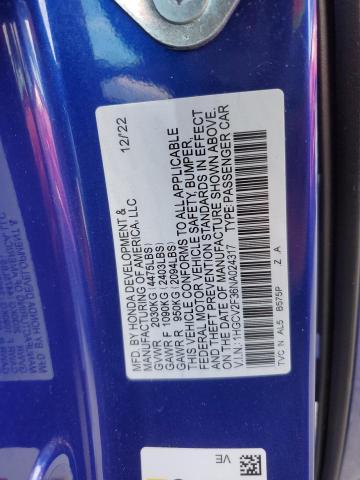 12/22
MFD. BY HONDA DEVELOPMENT &
MANUFACTURING OF AMERICA, LLC
GVWR 2030KG (4475LBS)
GAWR F 1090KG (2403LBS)
GAWR R 950KG (2094LBS)
THIS VEHICLE CONFORMS TO ALL APPLICABLE
FEDERAL MOTOR VEHICLE SAFETY, BUMPER,
AND THEFT PREVENTION STANDARDS IN EFFECT
ON THE DATE OF MANUFACTURE SHOWN ABOVE.
V.I.N.: 1HGCV2F36NA024317 TYPE: PASSENGER CAR
TVC N AL5 B575P Z A
VE